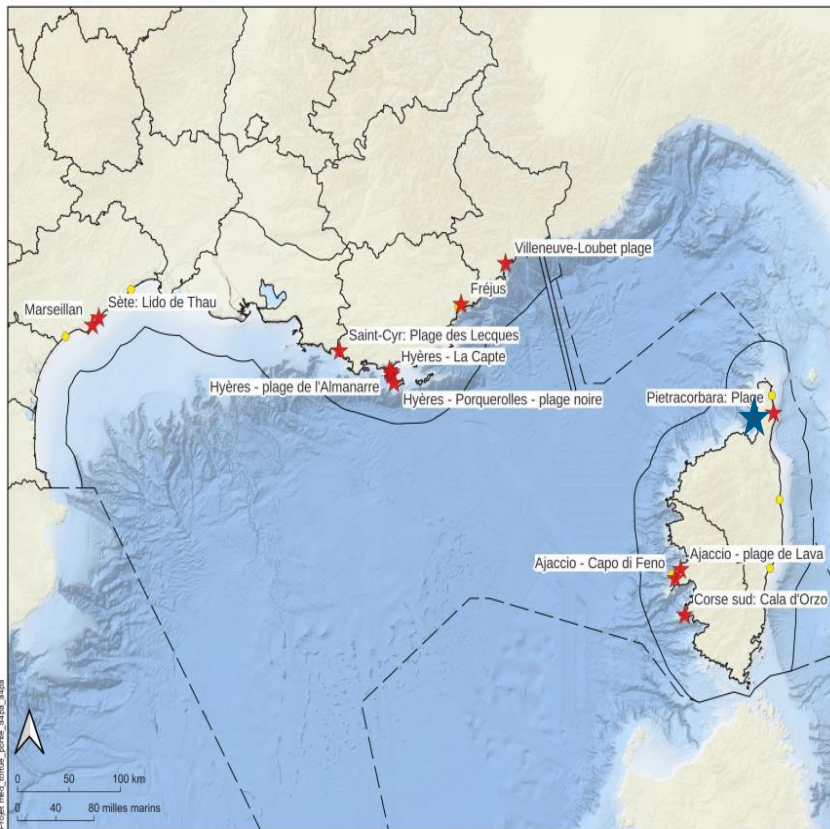 Villeneuve-Loubet plage
Fréjus
Marseillan
Sète: Lido de Thau
Saint-Cyr: Plage des Lecques
Hyères - La Capte
Hyères - plage de l'Almanarre
Hyères - Porquerolles - plage noire
Pietracorbara: Plage
Ajaccio - plage de Lava
Ajaccio - Capo di Feno
Corse sud: Cala d'Orzo
0 50 100 km
0 40 80 milles marins